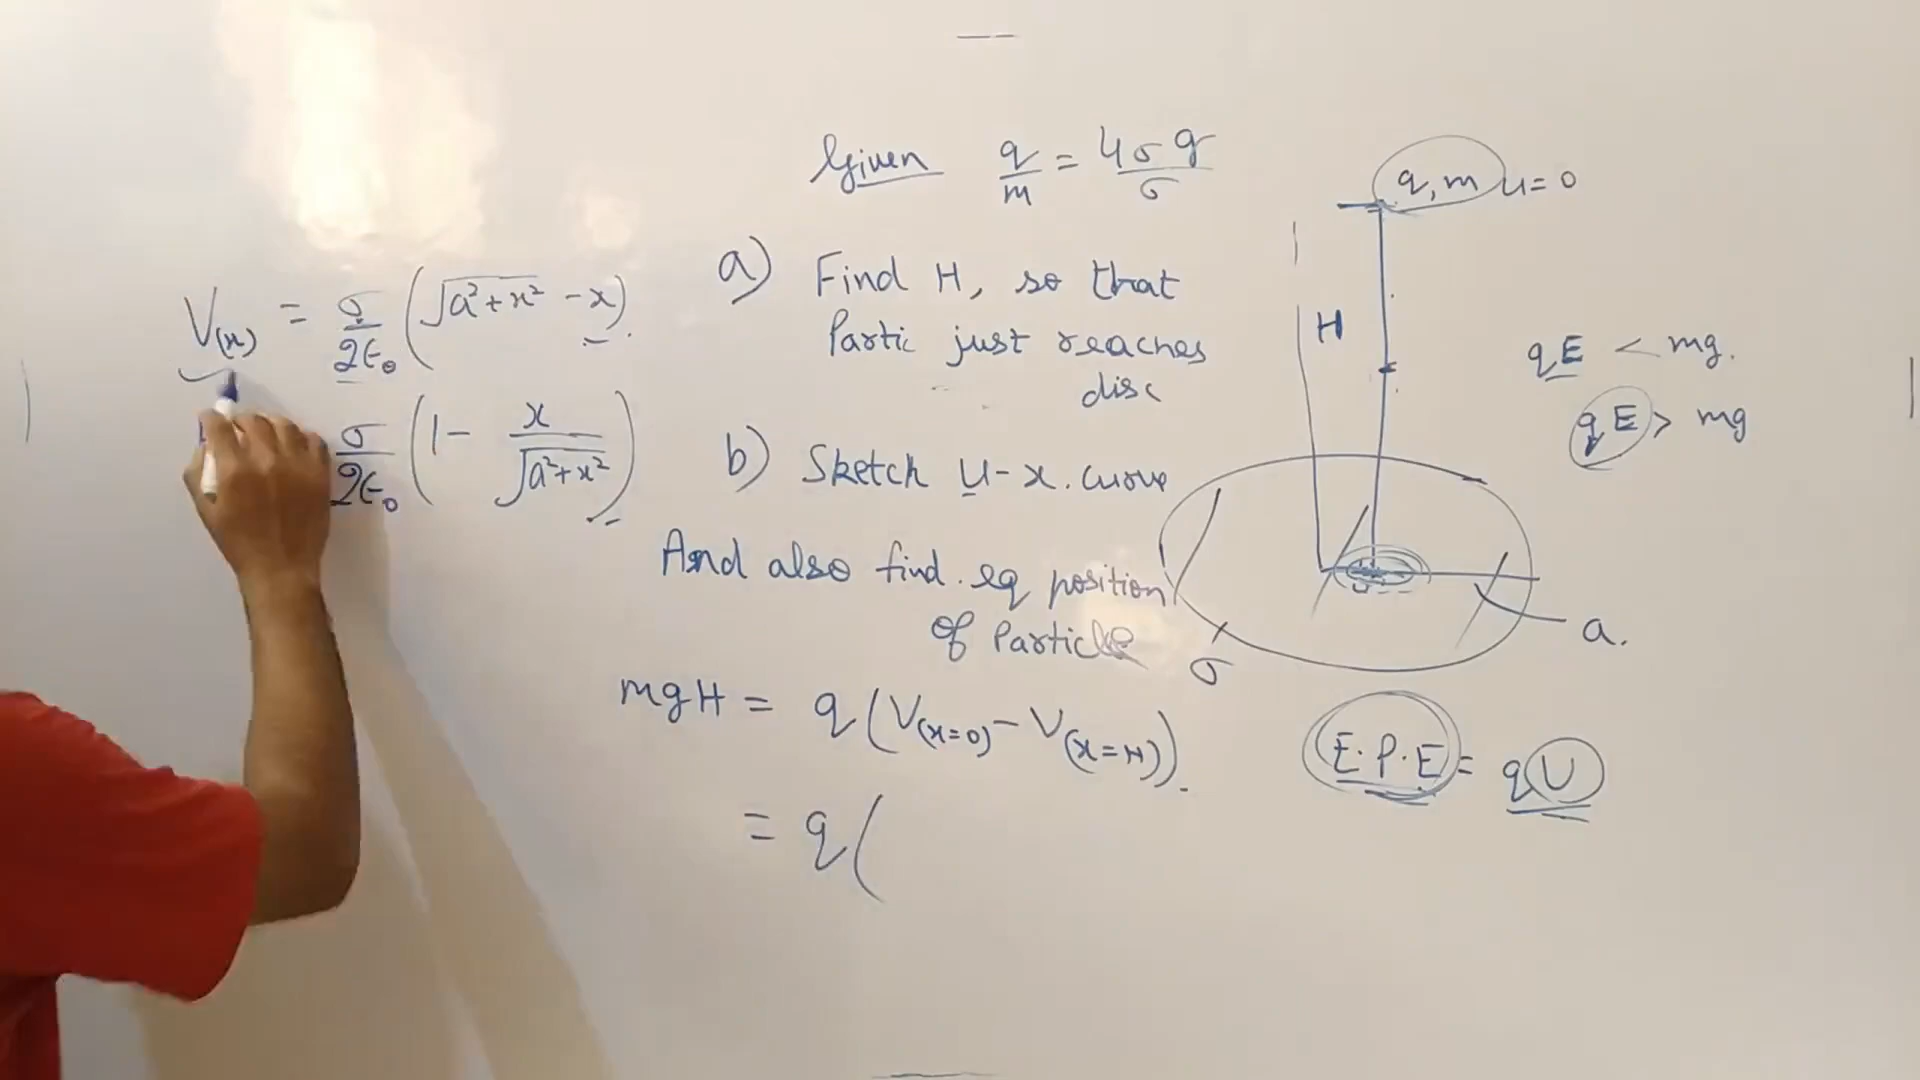 Given q/m = 4σg/σ
q, m u = 0
a) Find H, so that
Partic just reaches
disc
V(x) = σ/2ϵ₀ (√a²+x² - x)
σ/2ϵ₀ (1 - x/√a²+x²)
H
qE < mg.
qE > mg
b) Sketch U-x. curve
And also find. eq position
of Particle
a.
σ
mgH = q(V(x=0) - V(x=H)).
E.P.E = qU
= q(